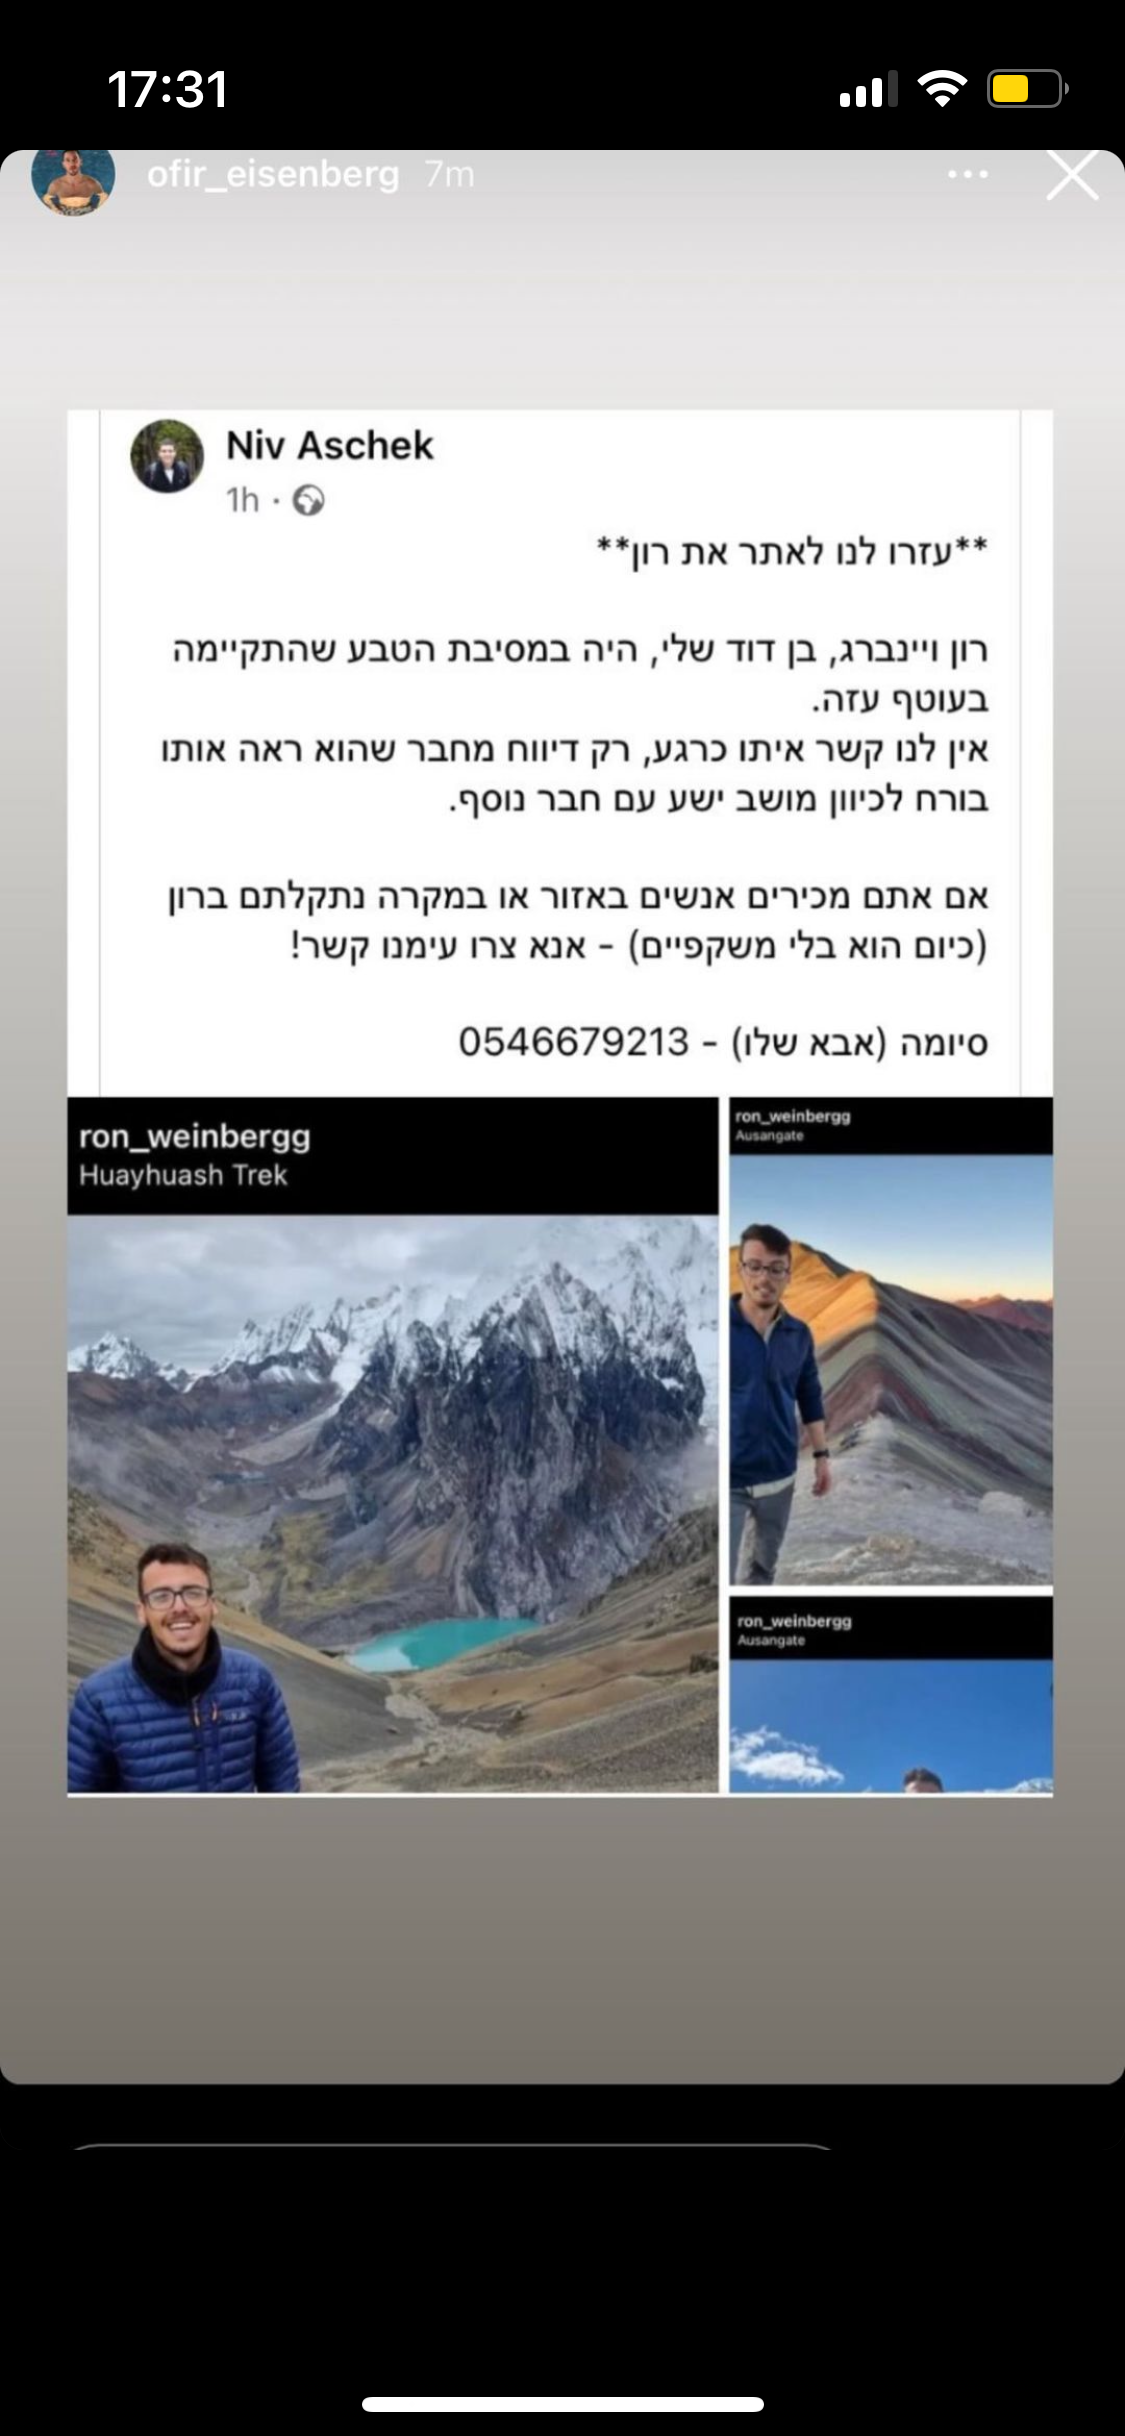 17:31
ofir_eisenberg 7m
Niv Aschek
1h
**עזרו לנו לאתר את רון**
רון ויינברג, בן דוד שלי, היה במסיבת הטבע שהתקיימה
בעוטף עזה.
אין לנו קשר איתו כרגע, רק דיווח מחבר שהוא ראה אותו
בורח לכיוון מושב ישע עם חבר נוסף.
אם אתם מכירים אנשים באזור או במקרה נתקלתם ברון
(כיום הוא בלי משקפיים) - אנא צרו עימנו קשר!
סיומה (אבא שלו) - 0546679213
ron_weinbergg
Huayhuash Trek
ron_weinbergg
Ausangate
ron_weinbergg
Ausangate